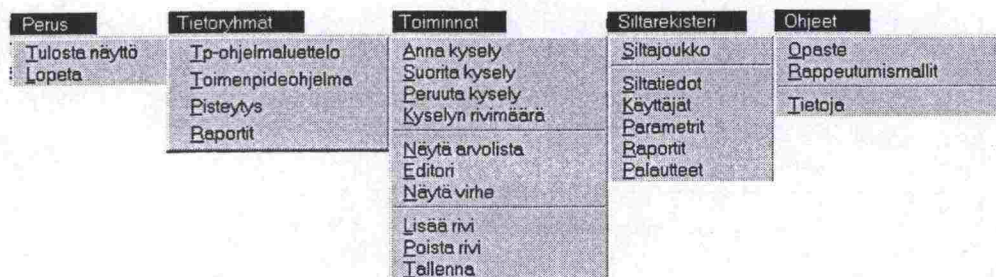 Perus
Tulosta näyttö
Lopeta
Tietoryhmät
Tp-ohjelmaluettelo
Toimenpideohjelma
Pisteytys
Raportit
Toiminnot
Anna kysely
Suorita kysely
Peruuta kysely
Kyselyn rivimäärä
Näytä arvolista
Editori
Näytä virhe
Lisää rivi
Poista rivi
Tallenna
Siltarekisteri
Siltajoukko
Siltatiedot
Käyttäjät
Parametrit
Raportit
Palautteet
Ohjeet
Opaste
Rappeutumismallit
Tietoja